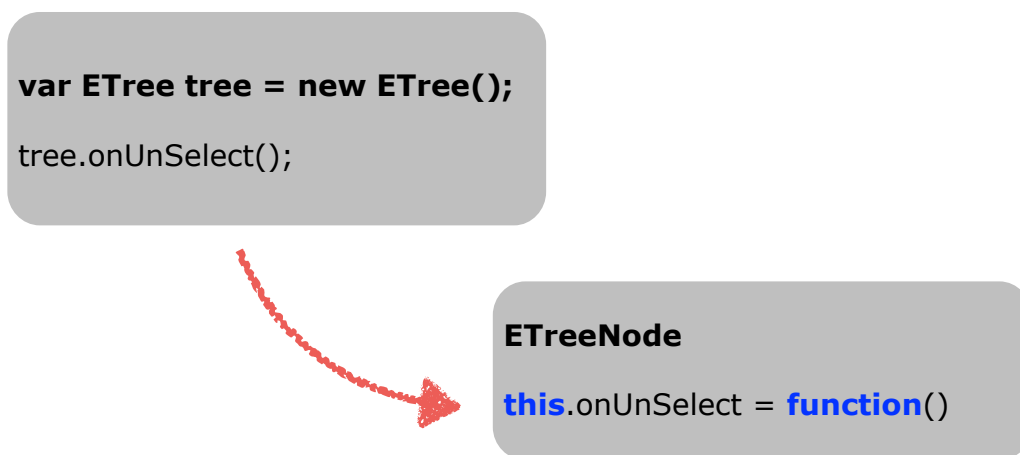 var ETree tree = new ETree();
tree.onUnSelect();
ETreeNode
this.onUnSelect = function()